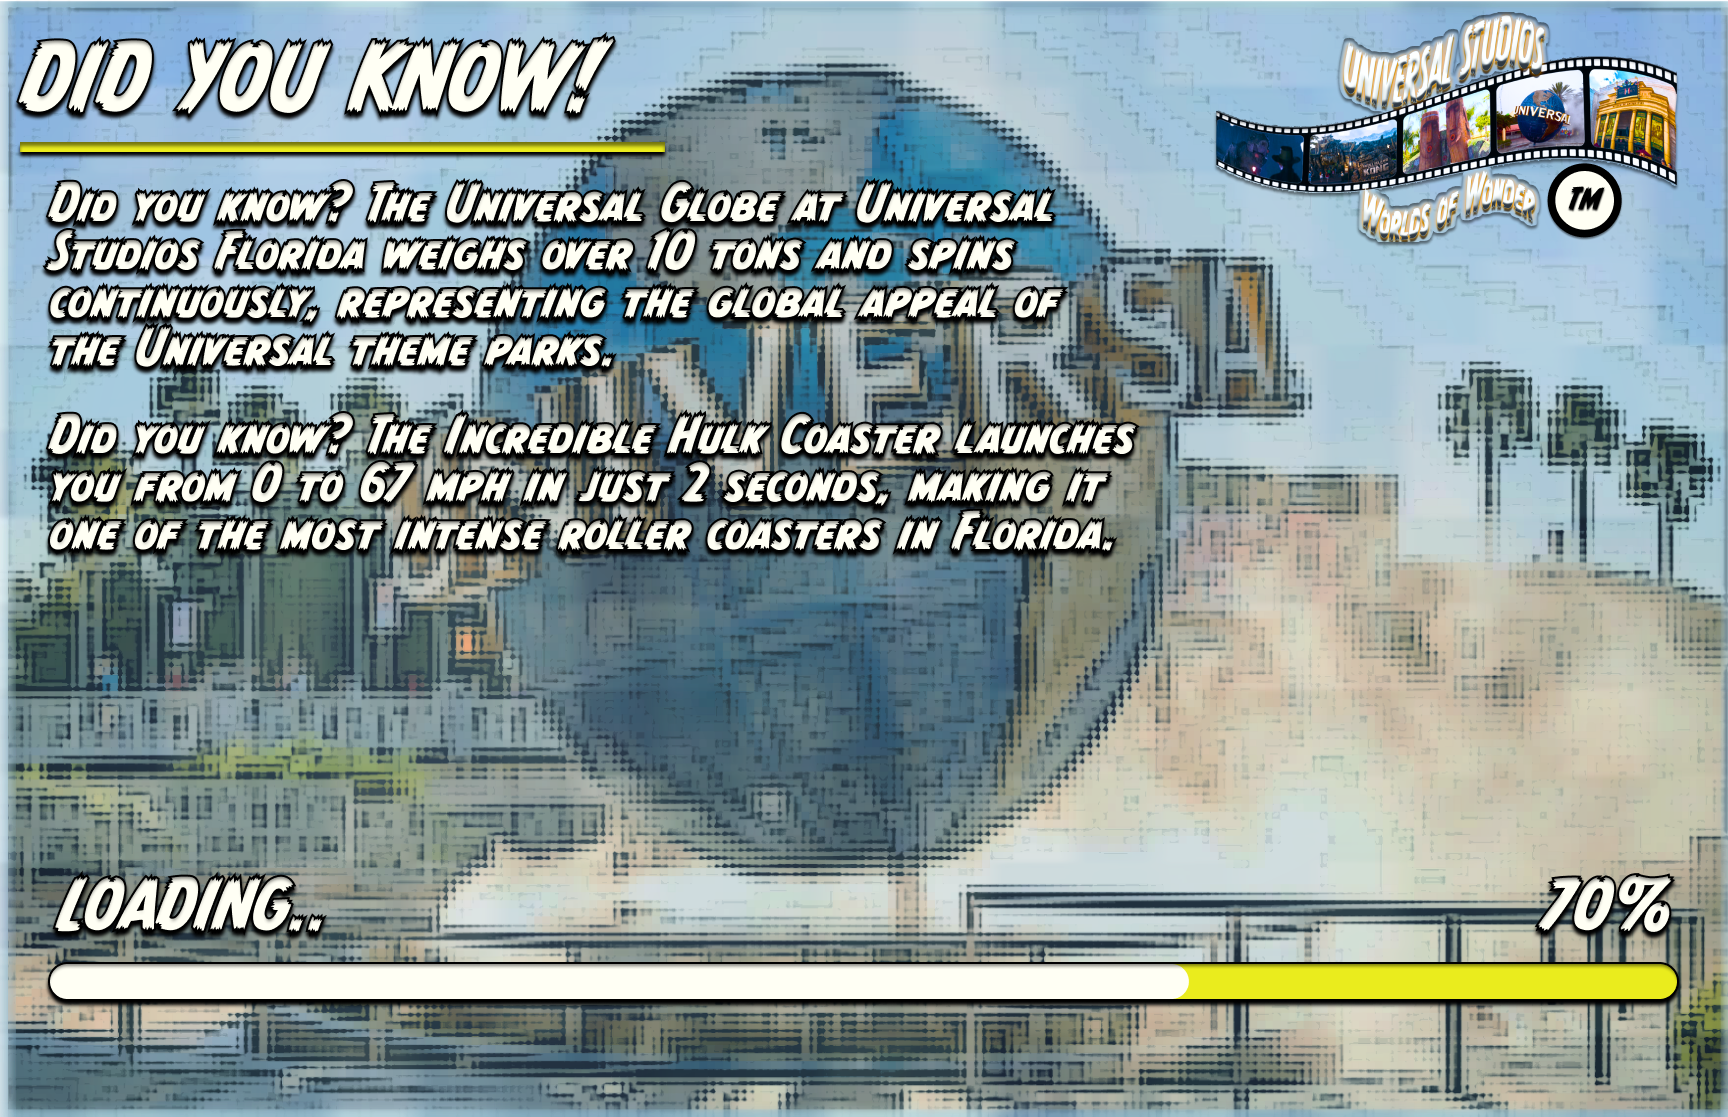 DID YOU KNOW!
UNIVERSAL STUDIOS
UNIVERSAL
WORLDS OF WONDER
TM
DID YOU KNOW? THE UNIVERSAL GLOBE AT UNIVERSAL
STUDIOS FLORIDA WEIGHS OVER 10 TONS AND SPINS
CONTINUOUSLY, REPRESENTING THE GLOBAL APPEAL OF
THE UNIVERSAL THEME PARKS.
DID YOU KNOW? THE INCREDIBLE HULK COASTER LAUNCHES
YOU FROM 0 TO 67 MPH IN JUST 2 SECONDS, MAKING IT
ONE OF THE MOST INTENSE ROLLER COASTERS IN FLORIDA.
LOADING..
70%